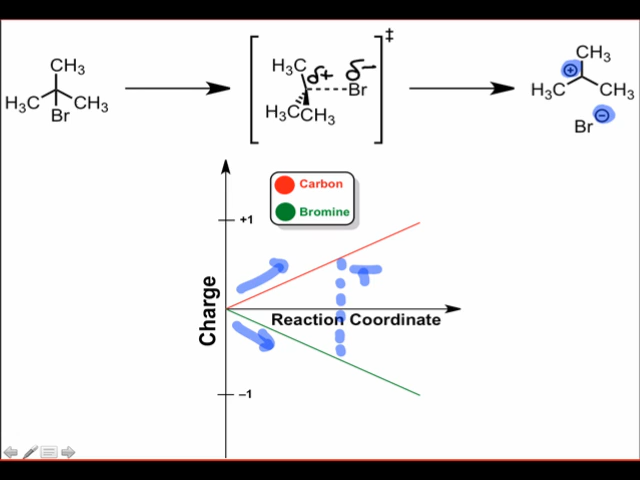 CH₃
H₃C
CH₃
Br
‡
H₃C
δ+
δ−
Br
H₃C
CH₃
CH₃
+
H₃C
CH₃
Br
−
Carbon
Bromine
+1
Charge
Reaction Coordinate
T
−1